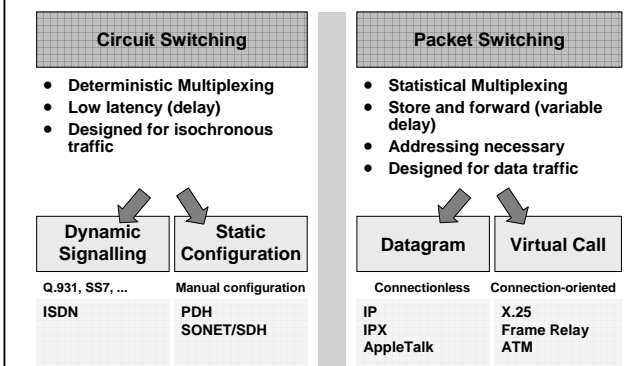 Circuit Switching
• Deterministic Multiplexing
• Low latency (delay)
• Designed for isochronous
traffic
Dynamic
Signalling
Static
Configuration
Q.931, SS7, ...
Manual configuration
ISDN
PDH
SONET/SDH
Packet Switching
• Statistical Multiplexing
• Store and forward (variable
delay)
• Addressing necessary
• Designed for data traffic
Datagram
Virtual Call
Connectionless
Connection-oriented
IP
IPX
AppleTalk
X.25
Frame Relay
ATM